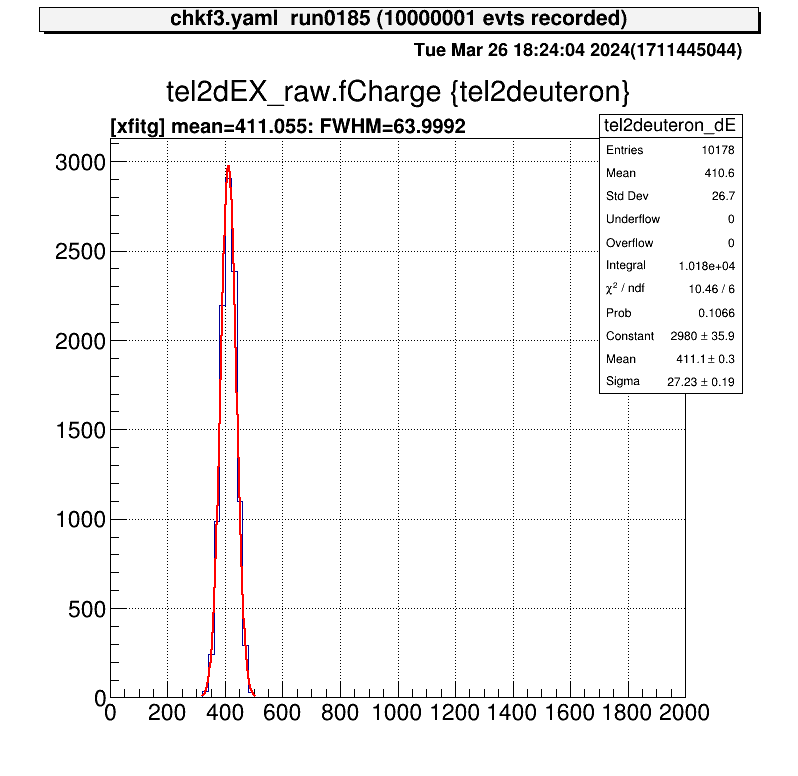 chkf3.yaml  run0185 (10000001 evts recorded)
Tue Mar 26 18:24:04 2024(1711445044)
tel2dEX_raw.fCharge {tel2deuteron}
[xfitg] mean=411.055: FWHM=63.9992
tel2deuteron_dE
Entries 10178
Mean 410.6
Std Dev 26.7
Underflow 0
Overflow 0
Integral 1.018e+04
χ² / ndf 10.46 / 6
Prob 0.1066
Constant 2980 ± 35.9
Mean 411.1 ± 0.3
Sigma 27.23 ± 0.19
3000
2500
2000
1500
1000
500
0
0 200 400 600 800 1000 1200 1400 1600 1800 2000